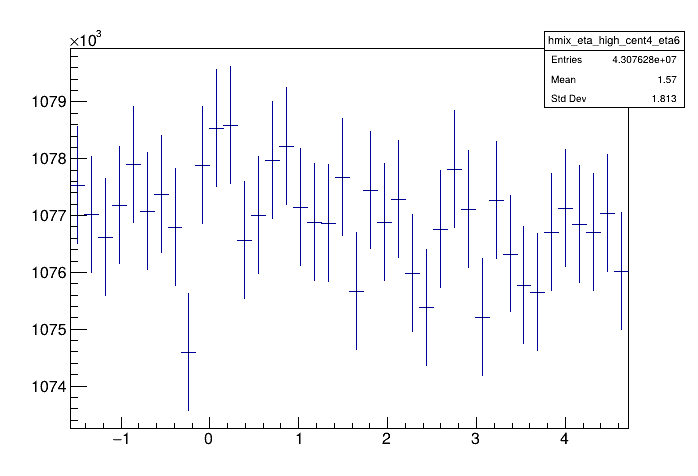 ×10³
hmix_eta_high_cent4_eta6
Entries 4.307628e+07
Mean 1.57
Std Dev 1.813
1079
1078
1077
1076
1075
1074
−1 0 1 2 3 4